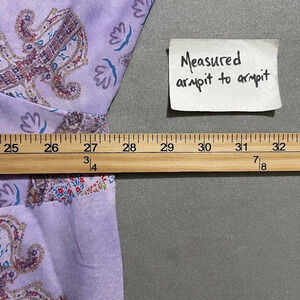 Measured
armpit to armpit
25 26 27 28 29 30 31 32
3/4 7/8